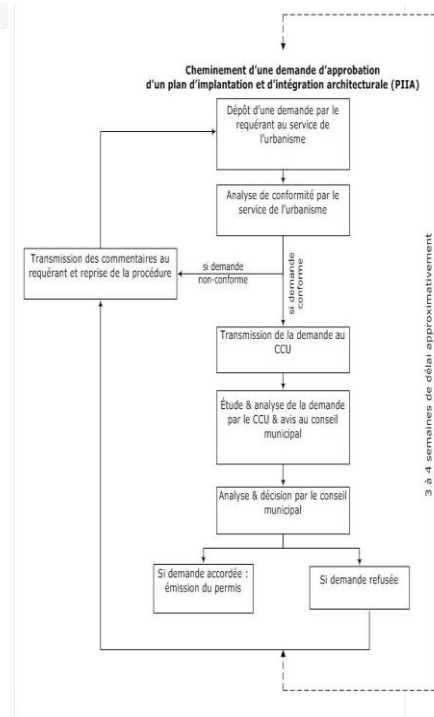 Cheminement d'une demande d'approbation
d'un plan d'implantation et d'intégration architecturale (PIIA)
Dépôt d'une demande par le
requérant au service de
l'urbanisme
Analyse de conformité par le
service de l'urbanisme
Transmission des commentaires au
requérant et reprise de la procédure
si demande
non-conforme
si demande
conforme
Transmission de la demande au
CCU
Étude & analyse de la demande
par le CCU & avis au conseil
municipal
Analyse & décision par le conseil
municipal
Si demande accordée :
émission du permis
Si demande refusée
3 à 4 semaines de délai approximativement